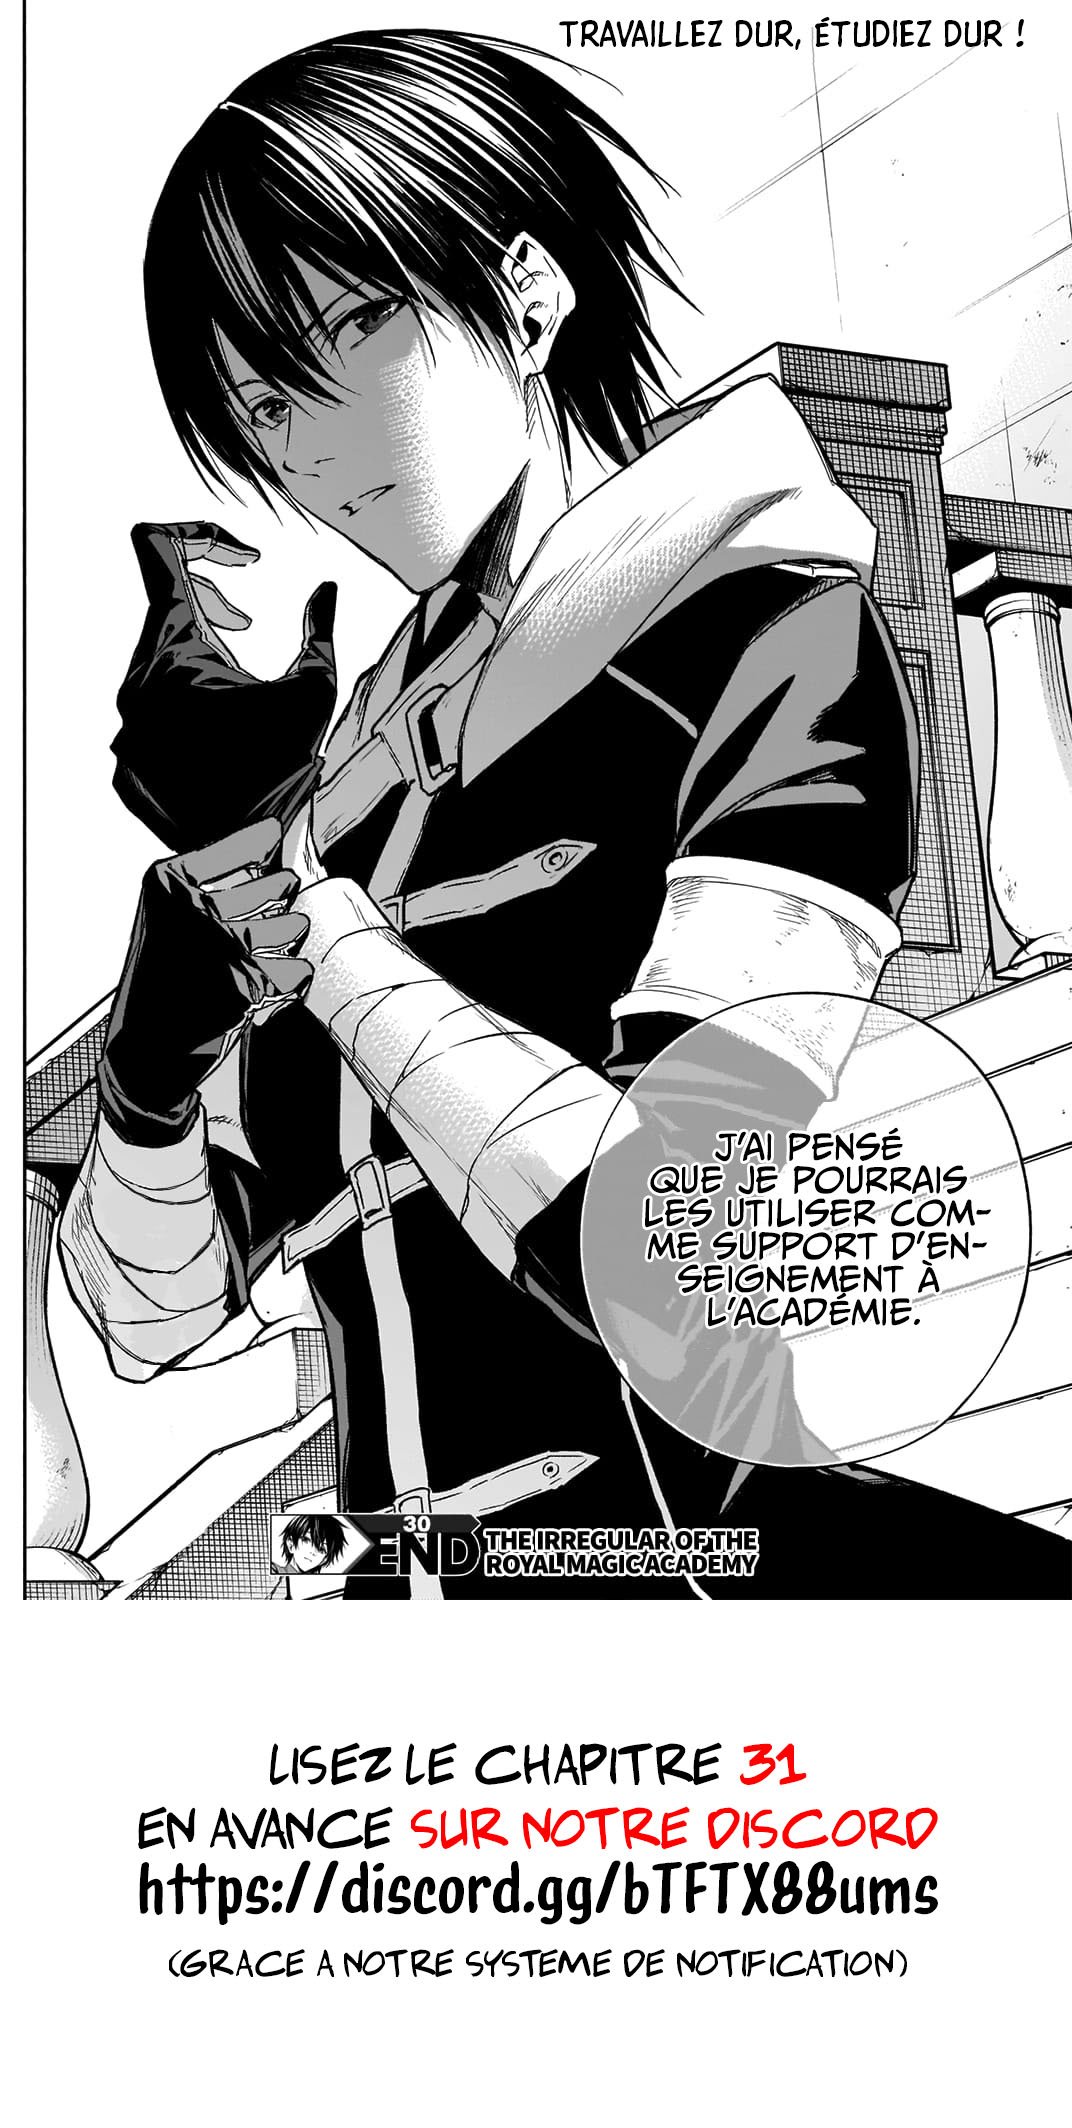 TRAVAILLEZ DUR, ÉTUDIEZ DUR !
J'AI PENSÉ
QUE JE POURRAIS
LES UTILISER COM-
ME SUPPORT D'EN-
SEIGNEMENT À
L'ACADÉMIE.
30
END
THE IRREGULAR OF THE
ROYAL MAGIC ACADEMY
LISEZ LE CHAPITRE 31
EN AVANCE SUR NOTRE DISCORD
https://discord.gg/bTFTX88ums
(GRACE A NOTRE SYSTEME DE NOTIFICATION)